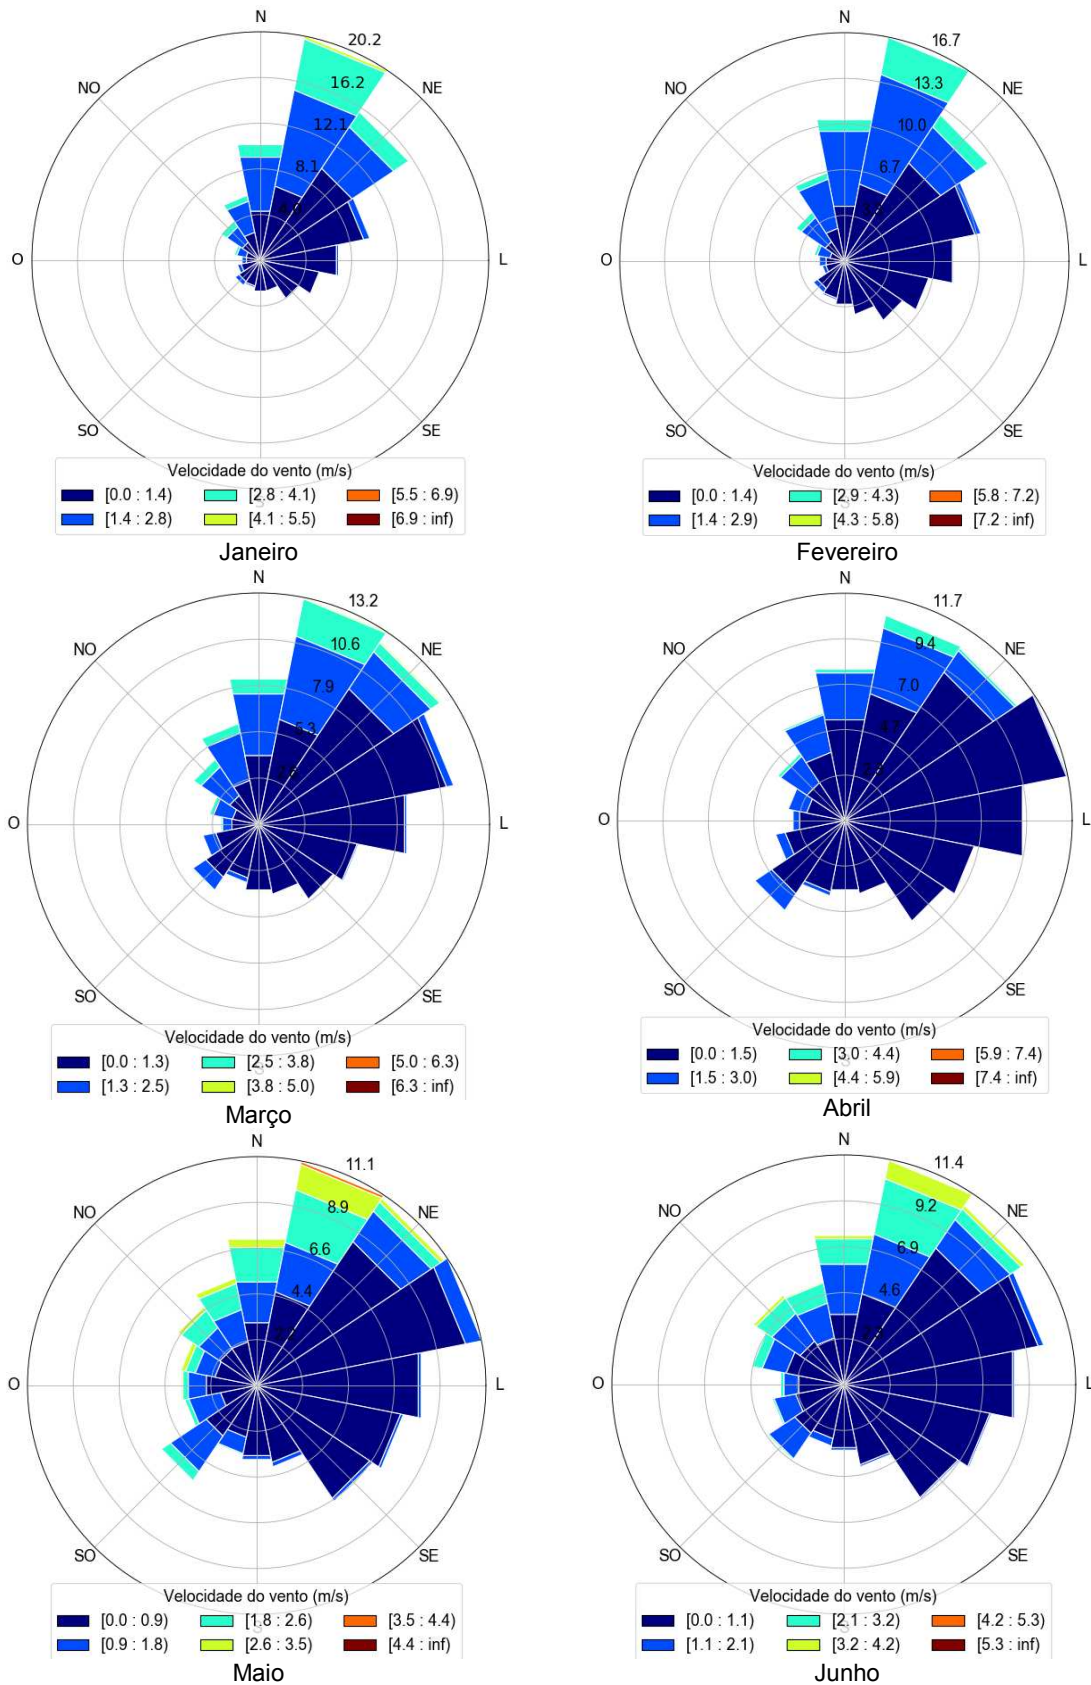 N
20.2
16.2
12.1
8.1
4.0
NO
NE
O
L
SO
SE
S
Velocidade do vento (m/s)
[0.0 : 1.4) [2.8 : 4.1) [5.5 : 6.9)
[1.4 : 2.8) [4.1 : 5.5) [6.9 : inf)
Janeiro
N
16.7
13.3
10.0
6.7
3.3
NO
NE
O
L
SO
SE
S
Velocidade do vento (m/s)
[0.0 : 1.4) [2.9 : 4.3) [5.8 : 7.2)
[1.4 : 2.9) [4.3 : 5.8) [7.2 : inf)
Fevereiro
N
13.2
10.6
7.9
5.3
2.6
NO
NE
O
L
SO
SE
S
Velocidade do vento (m/s)
[0.0 : 1.3) [2.5 : 3.8) [5.0 : 6.3)
[1.3 : 2.5) [3.8 : 5.0) [6.3 : inf)
Março
N
11.7
9.4
7.0
4.7
NO
NE
O
L
SO
SE
S
Velocidade do vento (m/s)
[0.0 : 1.5) [3.0 : 4.4) [5.9 : 7.4)
[1.5 : 3.0) [4.4 : 5.9) [7.4 : inf)
Abril
N
11.1
8.9
6.6
4.4
NO
NE
O
L
SO
SE
S
Velocidade do vento (m/s)
[0.0 : 0.9) [1.8 : 2.6) [3.5 : 4.4)
[0.9 : 1.8) [2.6 : 3.5) [4.4 : inf)
Maio
N
11.4
9.2
6.9
4.6
2.3
NO
NE
O
L
SO
SE
S
Velocidade do vento (m/s)
[0.0 : 1.1) [2.1 : 3.2) [4.2 : 5.3)
[1.1 : 2.1) [3.2 : 4.2) [5.3 : inf)
Junho